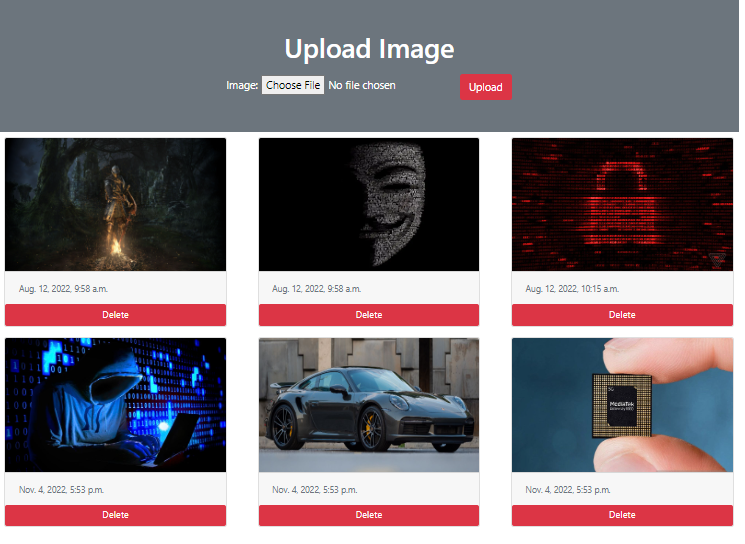 Upload Image
Image: Choose File No file chosen Upload
Aug. 12, 2022, 9:58 a.m. Aug. 12, 2022, 9:58 a.m. Aug. 12, 2022, 10:15 a.m.
Delete Delete Delete
5G
MediaTek
Nov. 4, 2022, 5:53 p.m. Nov. 4, 2022, 5:53 p.m. Nov. 4, 2022, 5:53 p.m.
Delete Delete Delete